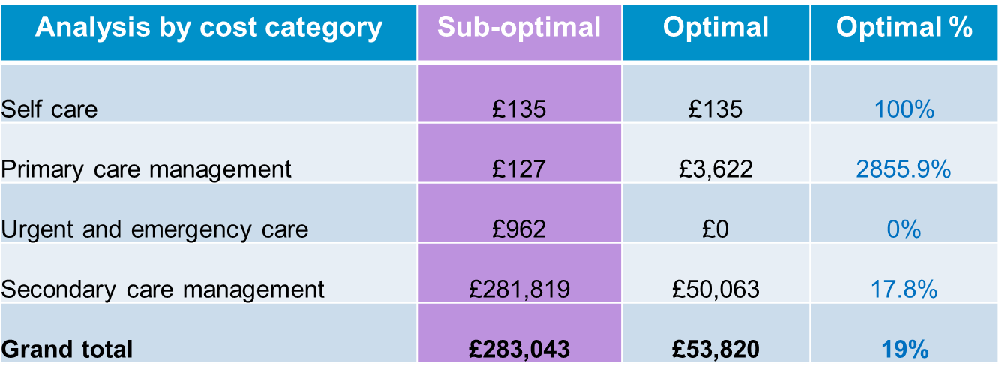 Analysis by cost category Sub-optimal Optimal Optimal %
Self care £135 £135 100%
Primary care management £127 £3,622 2855.9%
Urgent and emergency care £962 £0 0%
Secondary care management £281,819 £50,063 17.8%
Grand total £283,043 £53,820 19%